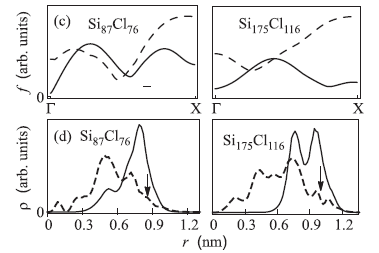 (c) Si87Cl76 Si175Cl116
f (arb. units)
0
Γ X Γ X
(d) Si87Cl76 Si175Cl116
ρ (arb. units)
0
0 0.3 0.6 0.9 1.2 0 0.3 0.6 0.9 1.2
r (nm)